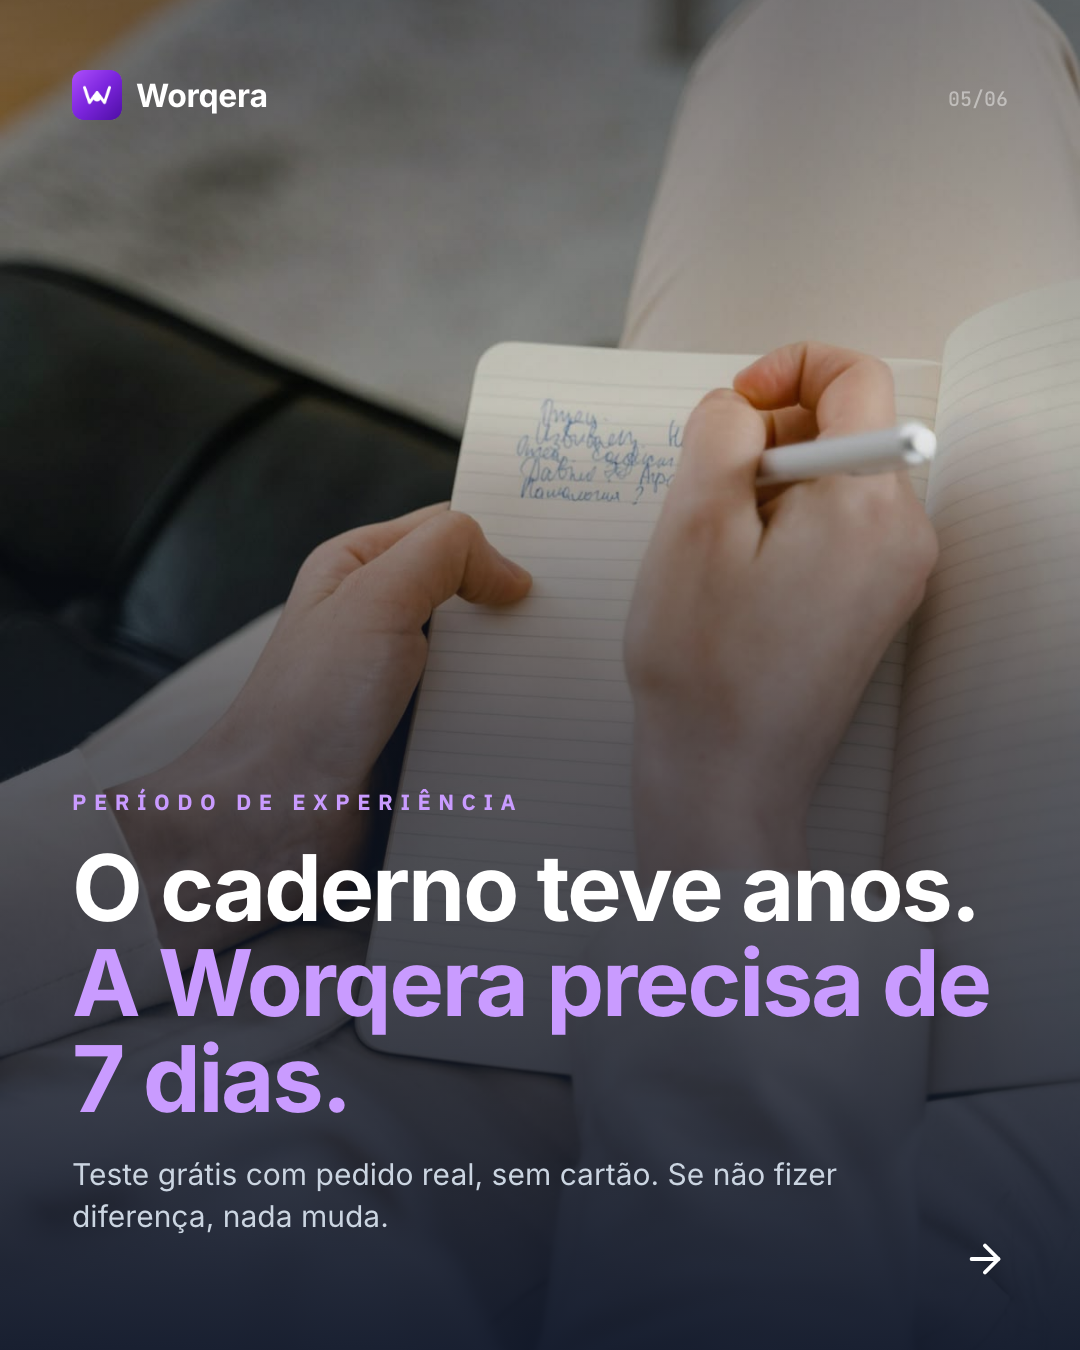 Worqera
05/06
PERÍODO DE EXPERIÊNCIA
O caderno teve anos.
A Worqera precisa de
7 dias.
Teste grátis com pedido real, sem cartão. Se não fizer
diferença, nada muda.